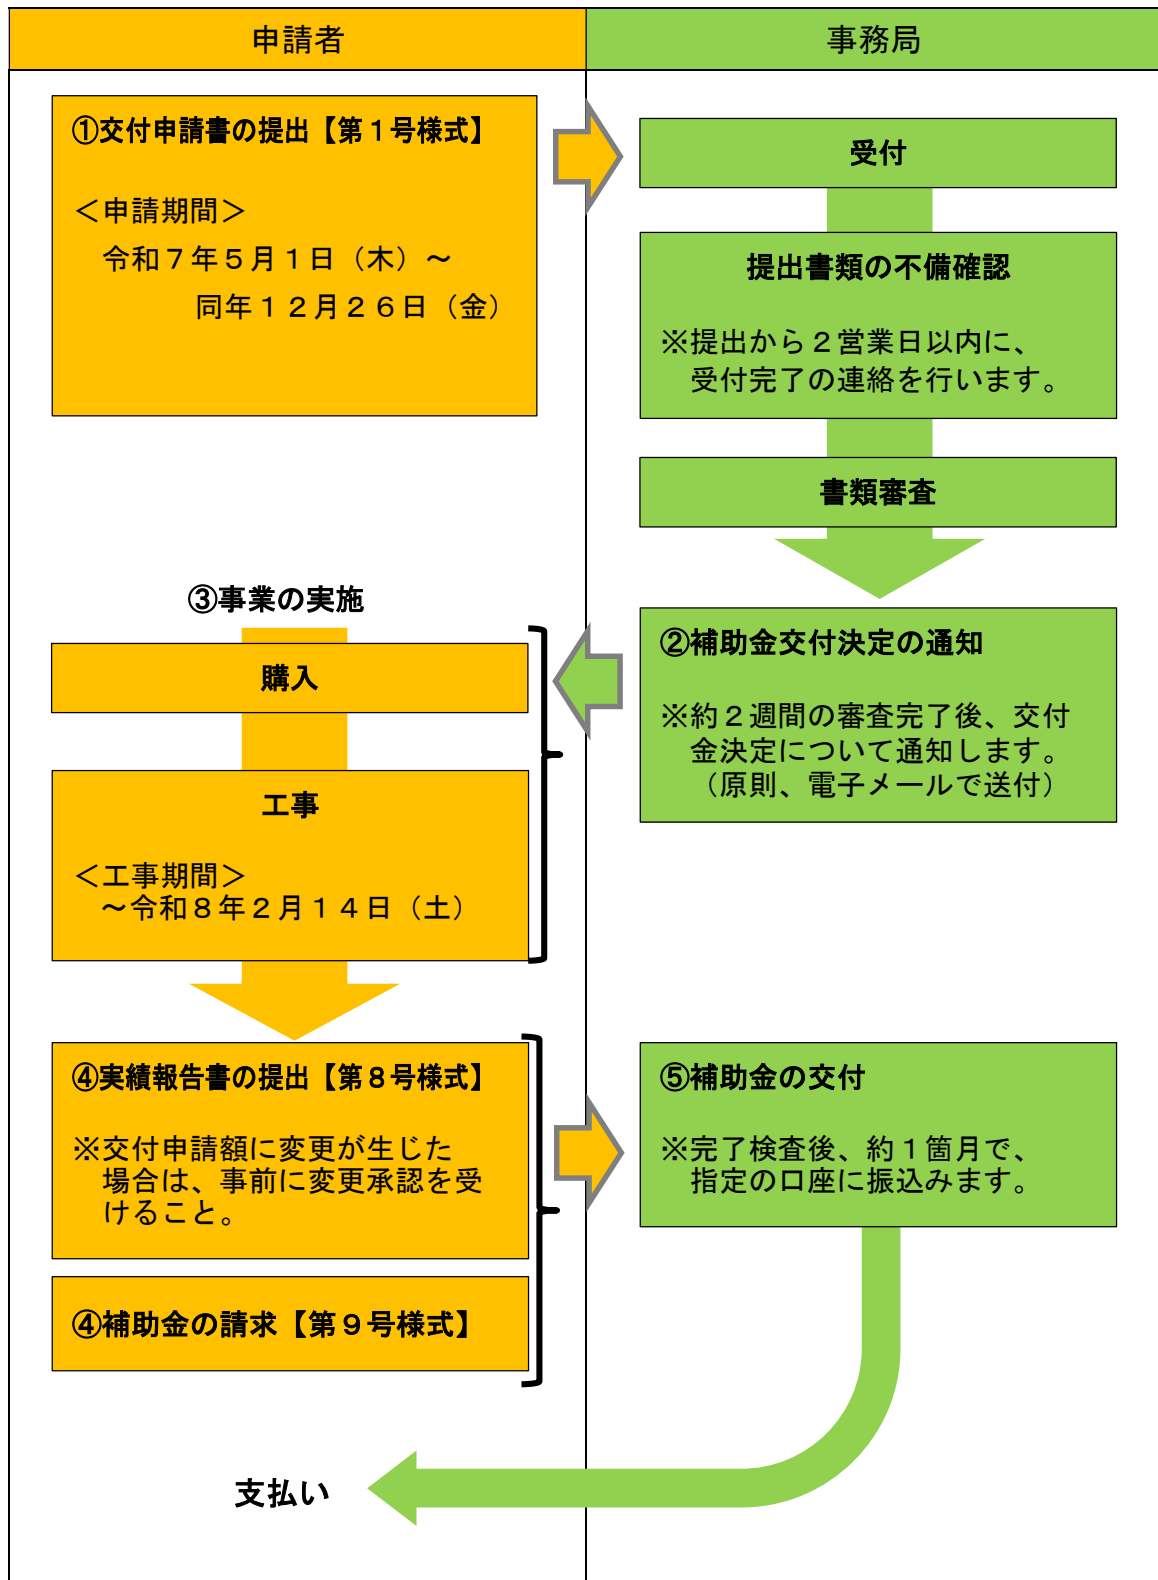 申請者
事務局
①交付申請書の提出【第１号様式】
＜申請期間＞
令和７年５月１日（木）～
同年１２月２６日（金）
受付
提出書類の不備確認
※提出から２営業日以内に、
受付完了の連絡を行います。
書類審査
②補助金交付決定の通知
※約２週間の審査完了後、交付
金決定について通知します。
（原則、電子メールで送付）
③事業の実施
購入
工事
＜工事期間＞
～令和８年２月１４日（土）
④実績報告書の提出【第８号様式】
※交付申請額に変更が生じた
場合は、事前に変更承認を受
けること。
④補助金の請求【第９号様式】
⑤補助金の交付
※完了検査後、約１箇月で、
指定の口座に振込みます。
支払い